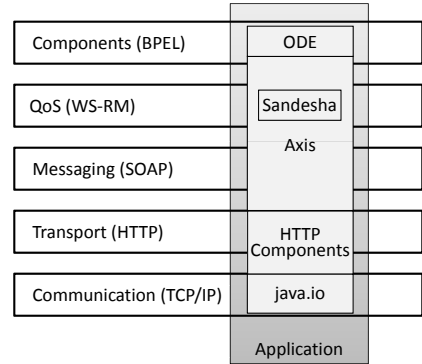 Components (BPEL)
ODE
QoS (WS-RM)
Sandesha
Axis
Messaging (SOAP)
Transport (HTTP)
HTTP
Components
Communication (TCP/IP)
java.io
Application